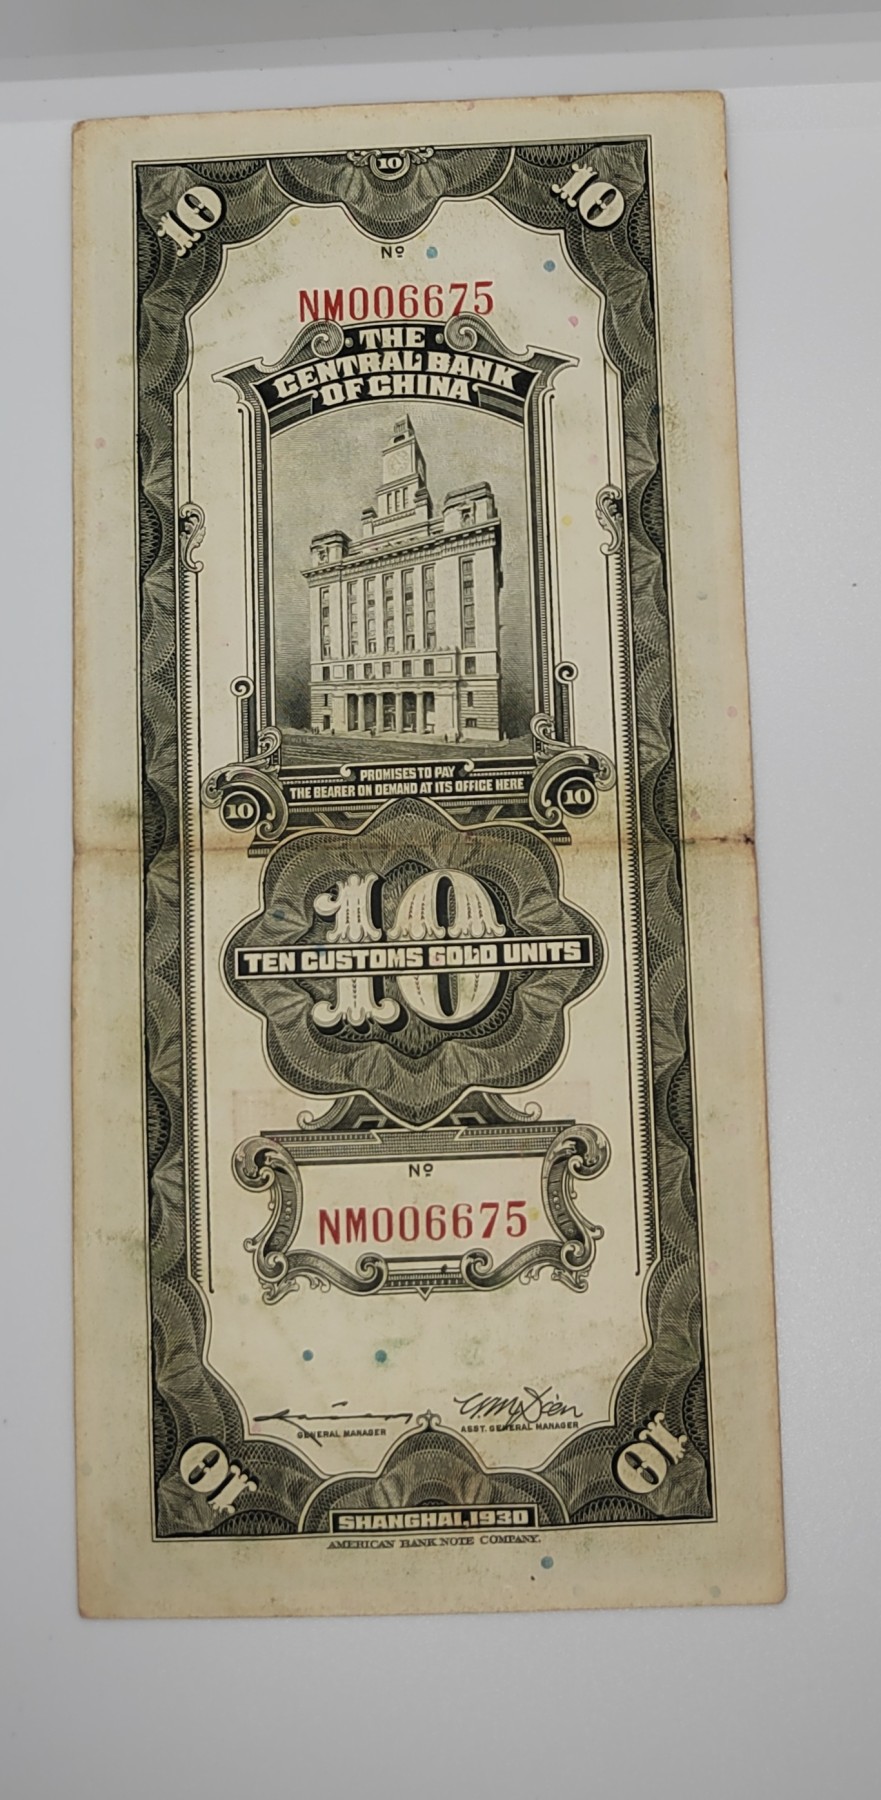 10
10 10
Nº
NM006675
THE
CENTRAL BANK
OF CHINA
PROMISES TO PAY
THE BEARER ON DEMAND AT ITS OFFICE HERE
10 10
10
TEN CUSTOMS GOLD UNITS
Nº
NM006675
GENERAL MANAGER
ASST. GENERAL MANAGER
10 10
SHANGHAI, 1930
AMERICAN BANK NOTE COMPANY.